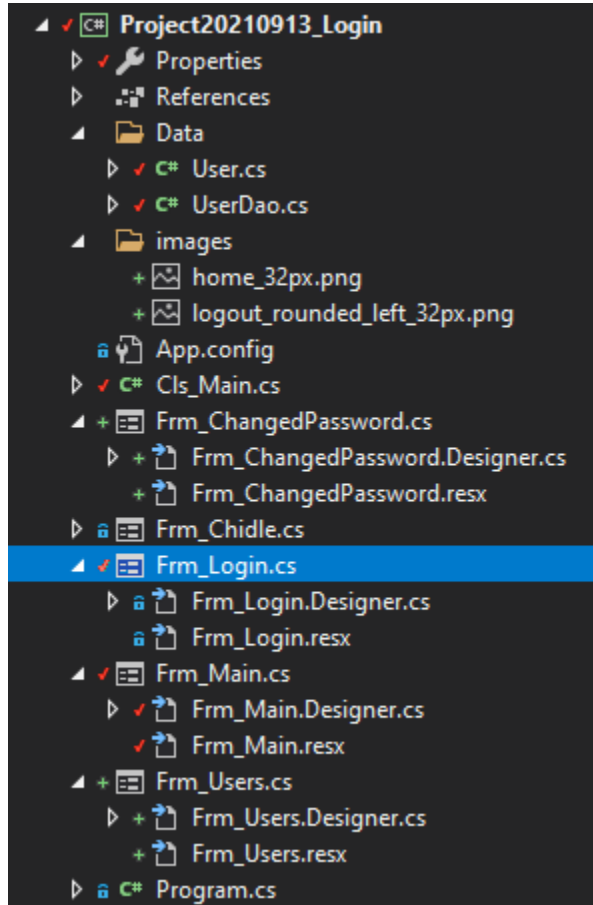 C# Project20210913_Login
Properties
References
Data
C# User.cs
C# UserDao.cs
images
home_32px.png
logout_rounded_left_32px.png
App.config
C# Cls_Main.cs
Frm_ChangedPassword.cs
Frm_ChangedPassword.Designer.cs
Frm_ChangedPassword.resx
Frm_Chidle.cs
Frm_Login.cs
Frm_Login.Designer.cs
Frm_Login.resx
Frm_Main.cs
Frm_Main.Designer.cs
Frm_Main.resx
Frm_Users.cs
Frm_Users.Designer.cs
Frm_Users.resx
C# Program.cs